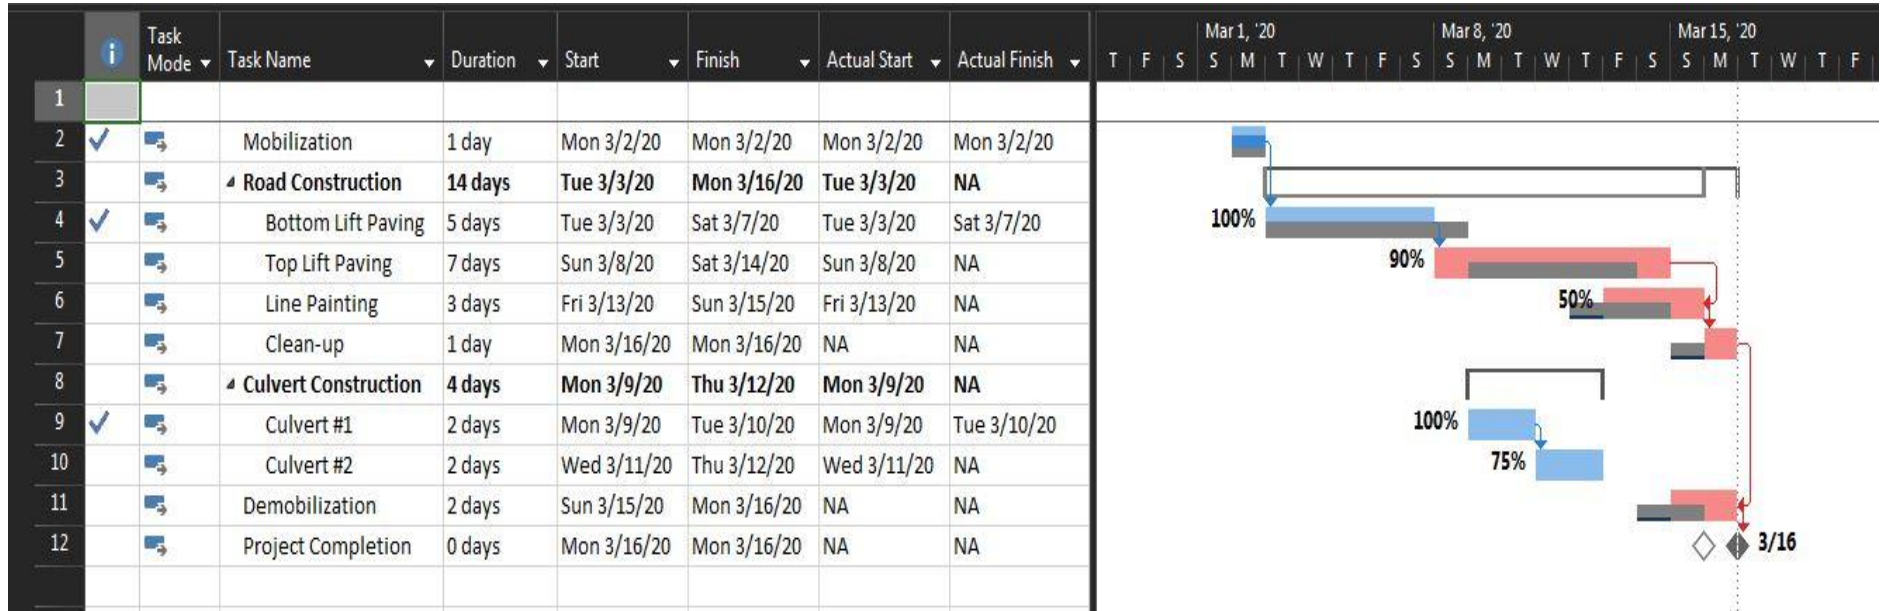 Task Mode Task Name Duration Start Finish Actual Start Actual Finish
Mar 1, '20 Mar 8, '20 Mar 15, '20
T F S S M T W T F S S M T W T F S S M T W T F
1
2 Mobilization 1 day Mon 3/2/20 Mon 3/2/20 Mon 3/2/20 Mon 3/2/20
3 Road Construction 14 days Tue 3/3/20 Mon 3/16/20 Tue 3/3/20 NA
4 Bottom Lift Paving 5 days Tue 3/3/20 Sat 3/7/20 Tue 3/3/20 Sat 3/7/20 100%
5 Top Lift Paving 7 days Sun 3/8/20 Sat 3/14/20 Sun 3/8/20 NA 90%
6 Line Painting 3 days Fri 3/13/20 Sun 3/15/20 Fri 3/13/20 NA 50%
7 Clean-up 1 day Mon 3/16/20 Mon 3/16/20 NA NA
8 Culvert Construction 4 days Mon 3/9/20 Thu 3/12/20 Mon 3/9/20 NA
9 Culvert #1 2 days Mon 3/9/20 Tue 3/10/20 Mon 3/9/20 Tue 3/10/20 100%
10 Culvert #2 2 days Wed 3/11/20 Thu 3/12/20 Wed 3/11/20 NA 75%
11 Demobilization 2 days Sun 3/15/20 Mon 3/16/20 NA NA
12 Project Completion 0 days Mon 3/16/20 Mon 3/16/20 NA NA 3/16